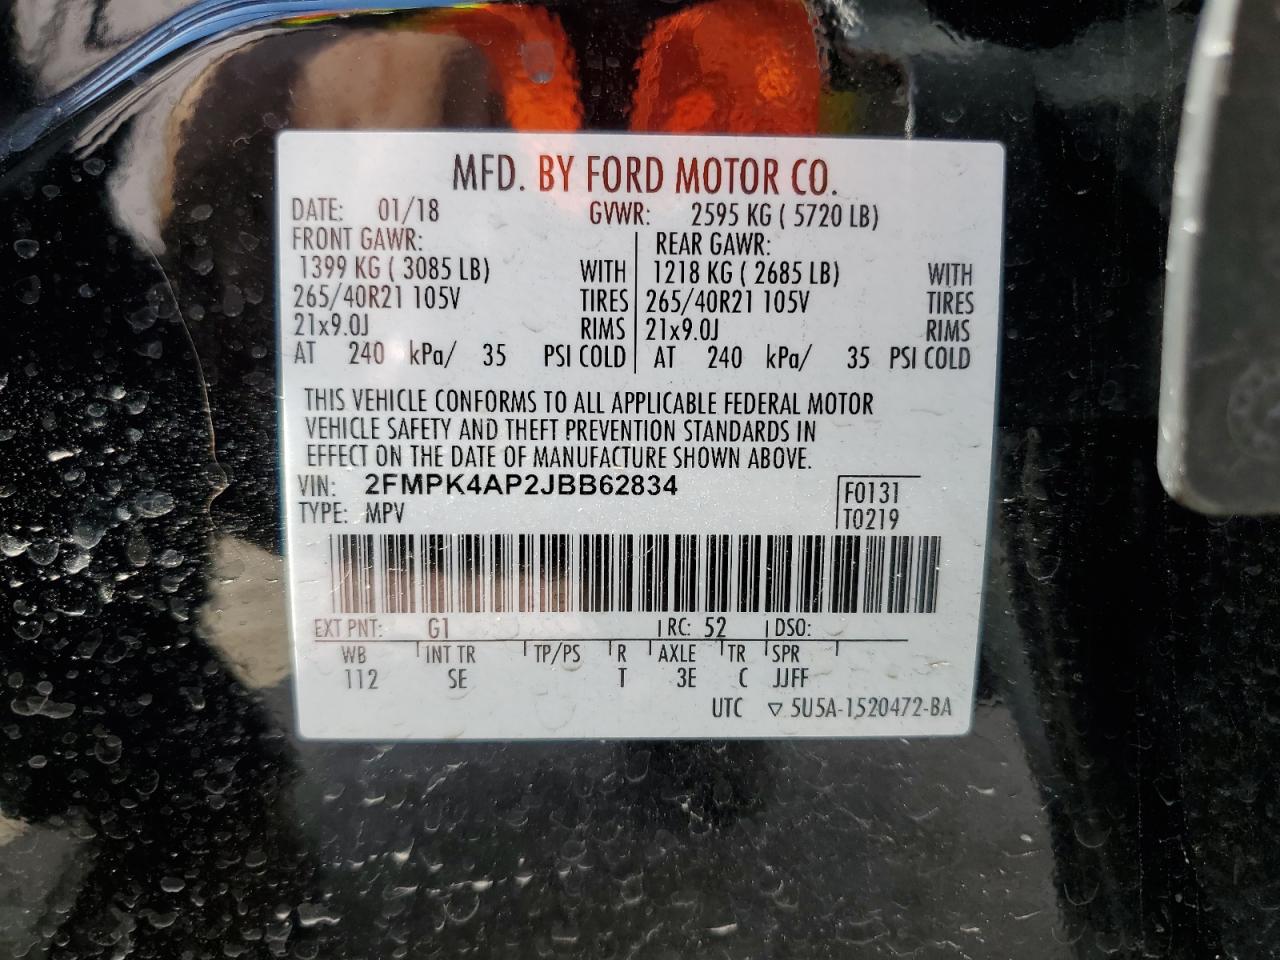 MFD. BY FORD MOTOR CO.
DATE: 01/18 GVWR: 2595 KG ( 5720 LB)
FRONT GAWR: REAR GAWR:
1399 KG ( 3085 LB) WITH 1218 KG ( 2685 LB) WITH
265/40R21 105V TIRES 265/40R21 105V TIRES
21x9.0J RIMS 21x9.0J RIMS
AT 240 kPa/ 35 PSI COLD AT 240 kPa/ 35 PSI COLD
THIS VEHICLE CONFORMS TO ALL APPLICABLE FEDERAL MOTOR
VEHICLE SAFETY AND THEFT PREVENTION STANDARDS IN
EFFECT ON THE DATE OF MANUFACTURE SHOWN ABOVE.
VIN: 2FMPK4AP2JBB62834 F0131
TYPE: MPV T0219
EXT PNT: G1 RC: 52 DSO:
WB INT TR TP/PS R AXLE TR SPR
112 SE T 3E C JJFF
UTC ▽ 5U5A-1520472-BA